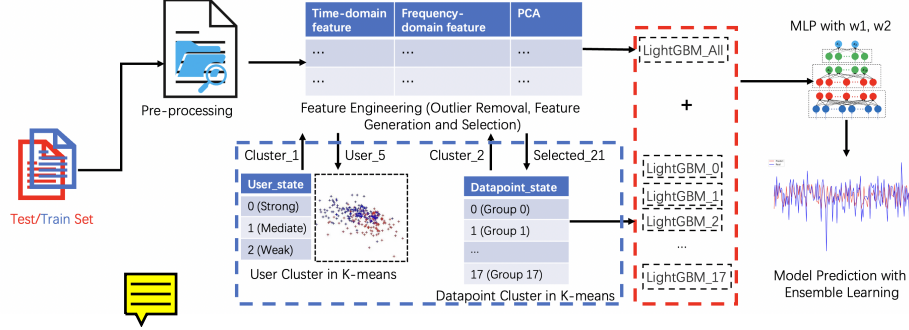 Time-domain feature
Frequency-domain feature
PCA
... ... ...
... ... ...
Feature Engineering (Outlier Removal, Feature
Generation and Selection)
Pre-processing
Test/Train Set
Cluster_1
User_5
Cluster_2
Selected_21
User_state
0 (Strong)
1 (Mediate)
2 (Weak)
User Cluster in K-means
Datapoint_state
0 (Group 0)
1 (Group 1)
...
17 (Group 17)
Datapoint Cluster in K-means
LightGBM_All
+
LightGBM_0
LightGBM_1
LightGBM_2
...
LightGBM_17
MLP with w1, w2
Model Prediction with
Ensemble Learning